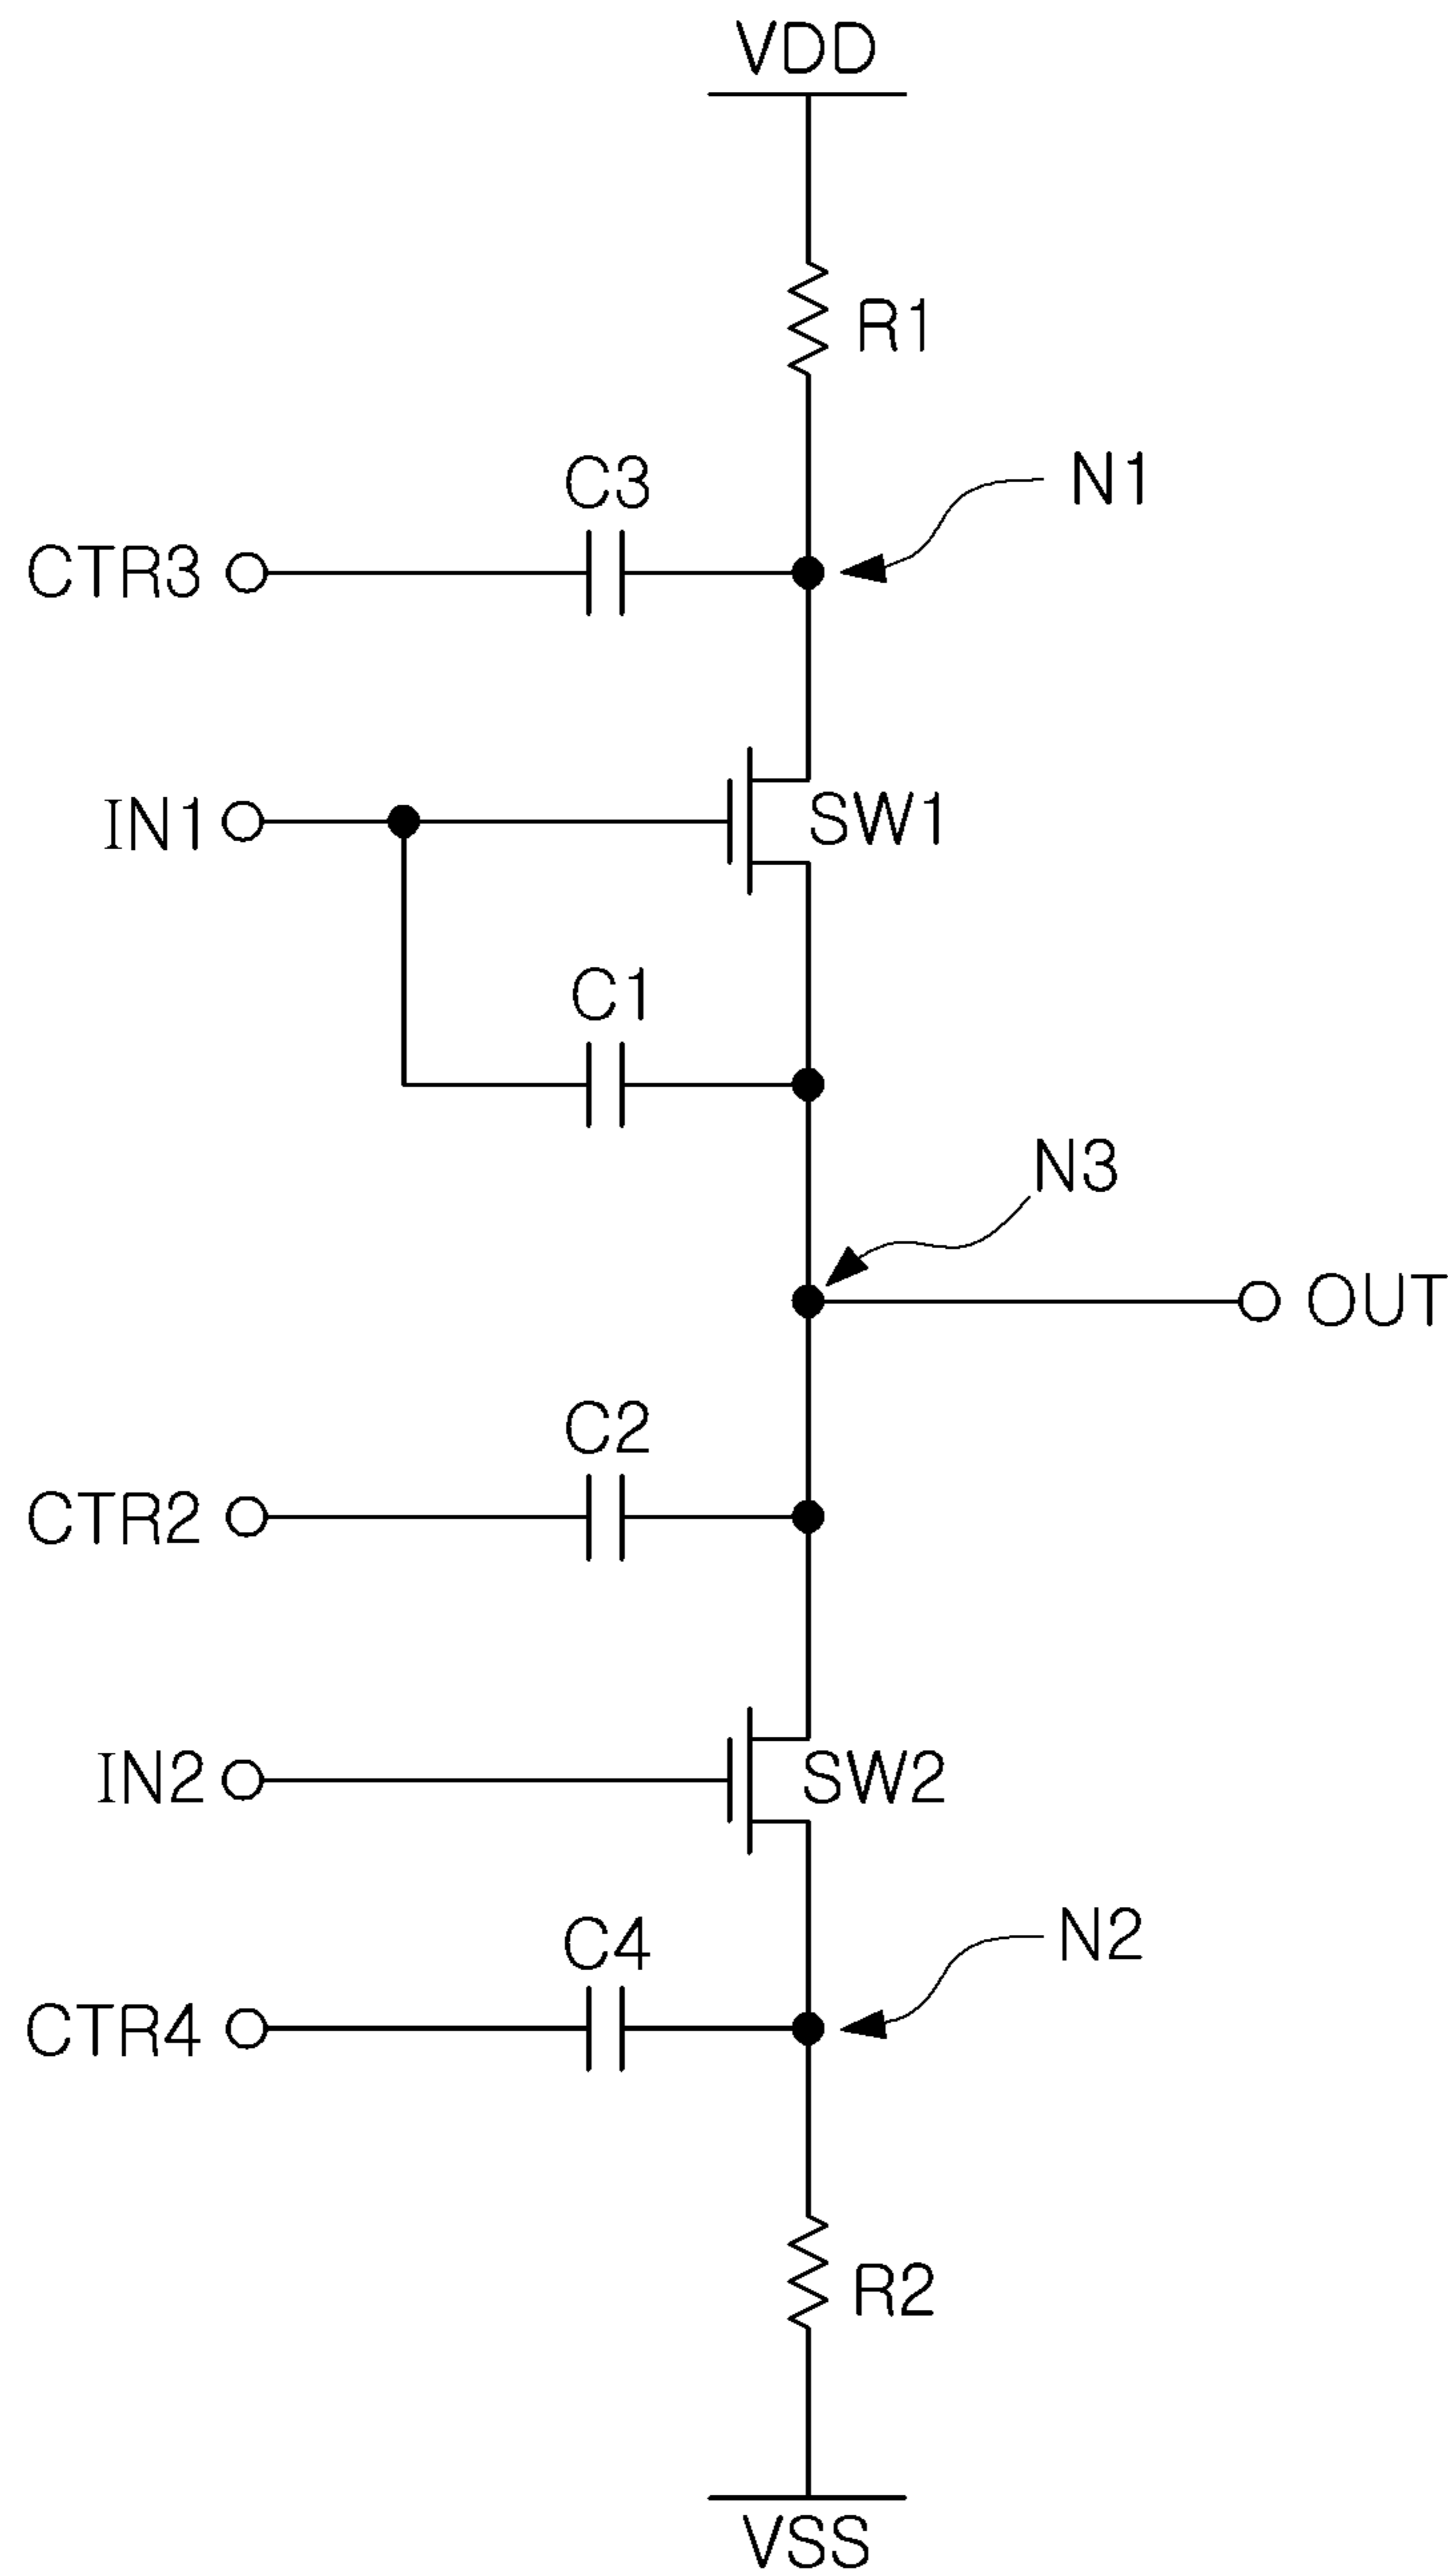 VDD
R1
C3
N1
CTR3
IN1
SW1
C1
N3
OUT
C2
CTR2
IN2
SW2
C4
N2
CTR4
R2
VSS